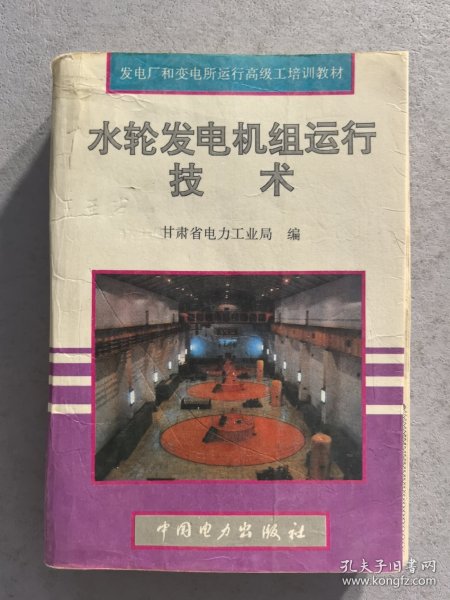 发电厂和变电所运行高级工培训教材
水轮发电机组运行
技 术
甘肃省电力工业局 编
中国电力出版社
孔夫子旧书网
www.kongfz.com